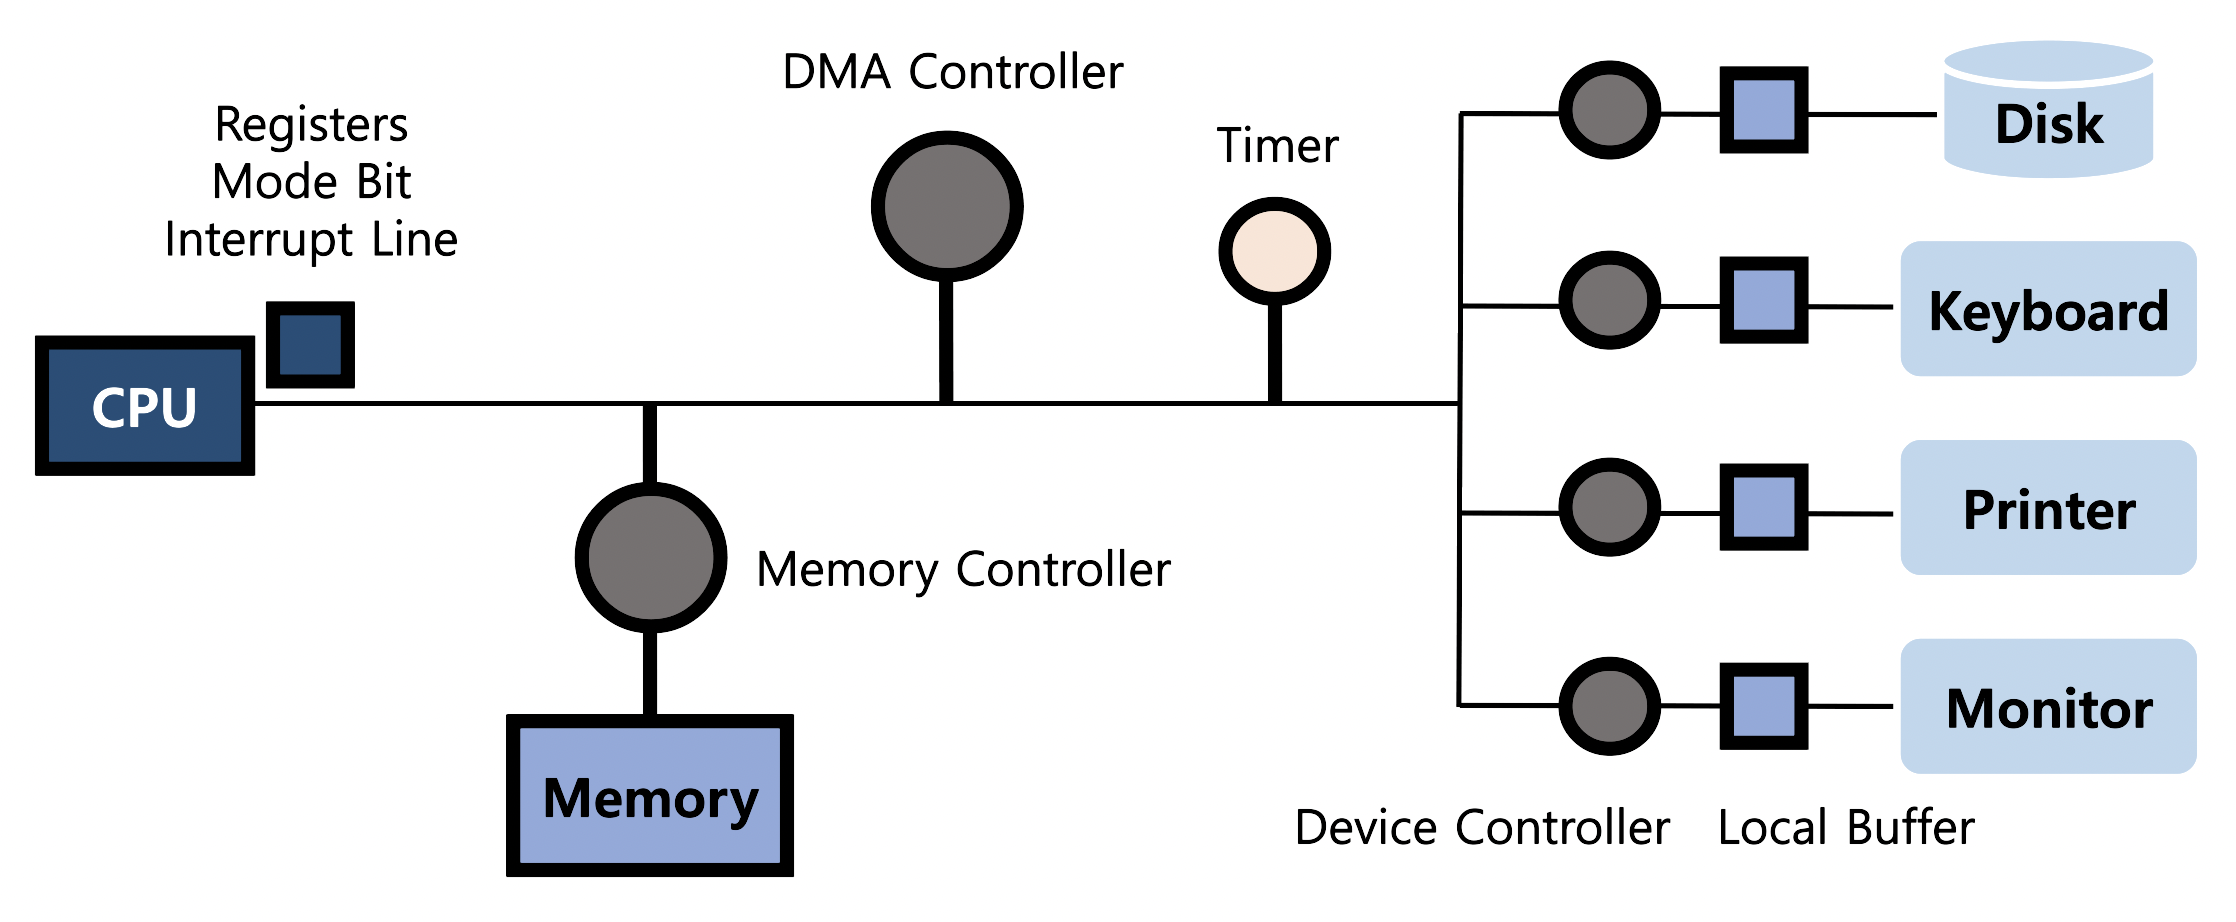 Registers
Mode Bit
Interrupt Line
CPU
DMA Controller
Timer
Memory Controller
Memory
Disk
Keyboard
Printer
Monitor
Device Controller
Local Buffer